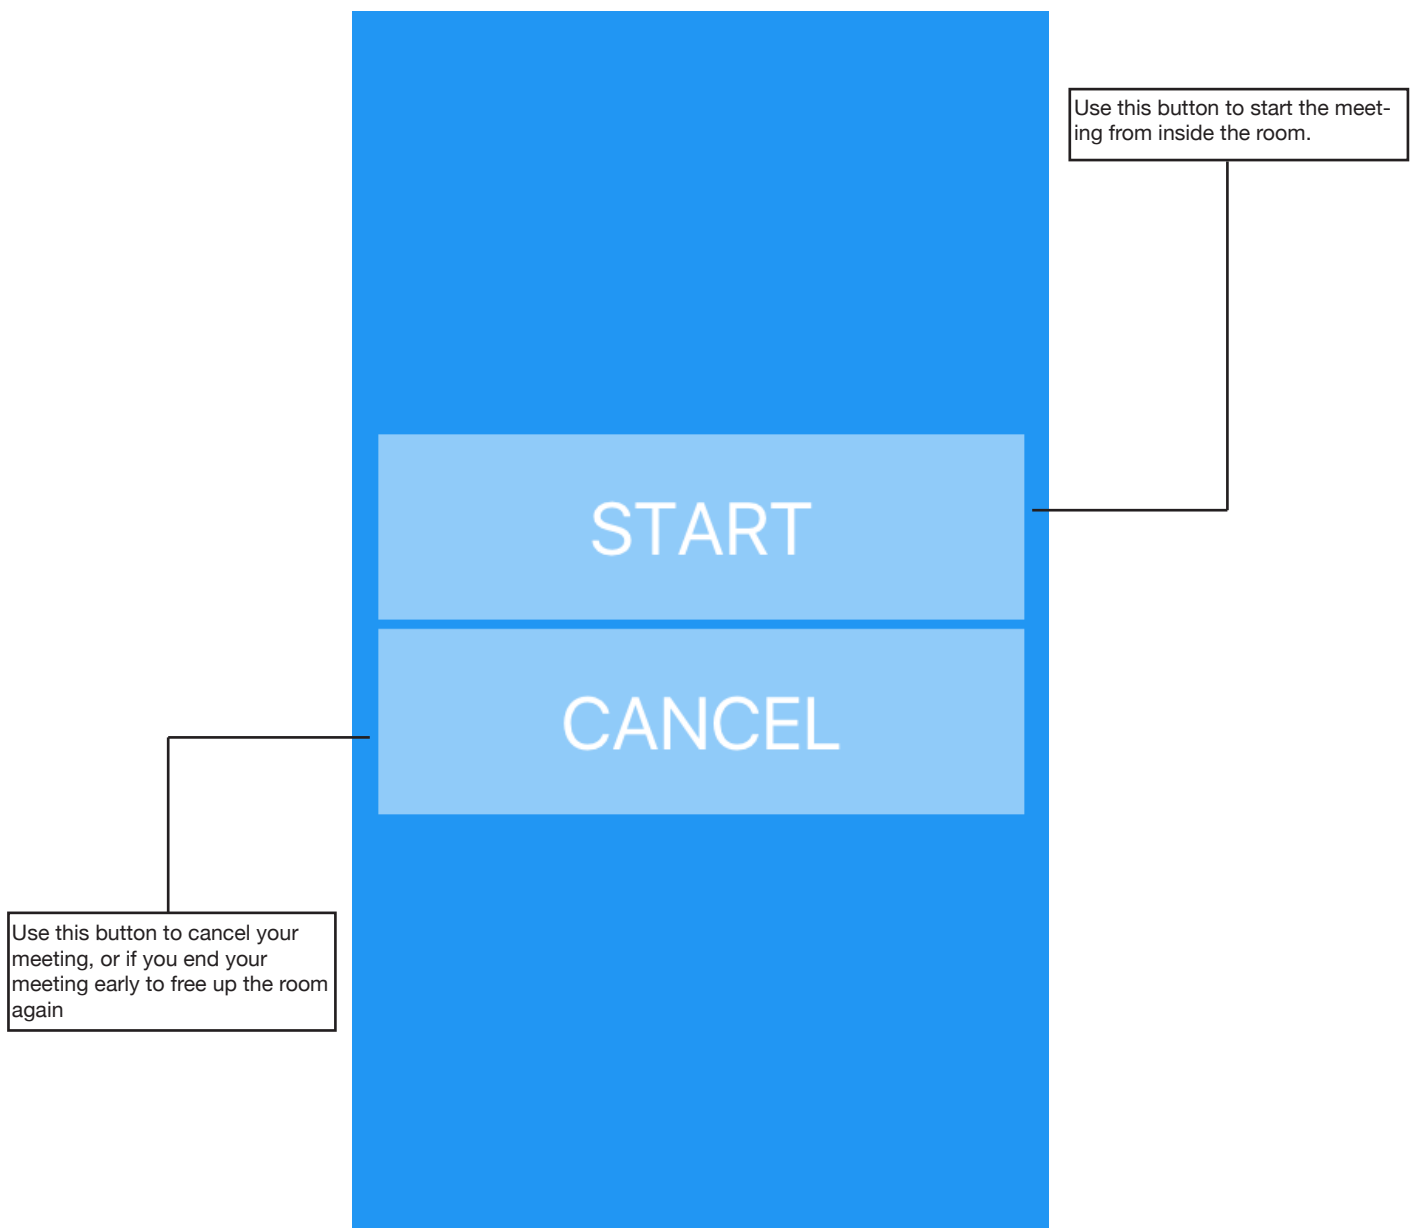 Use this button to start the meet-
ing from inside the room.
START
CANCEL
Use this button to cancel your
meeting, or if you end your
meeting early to free up the room
again